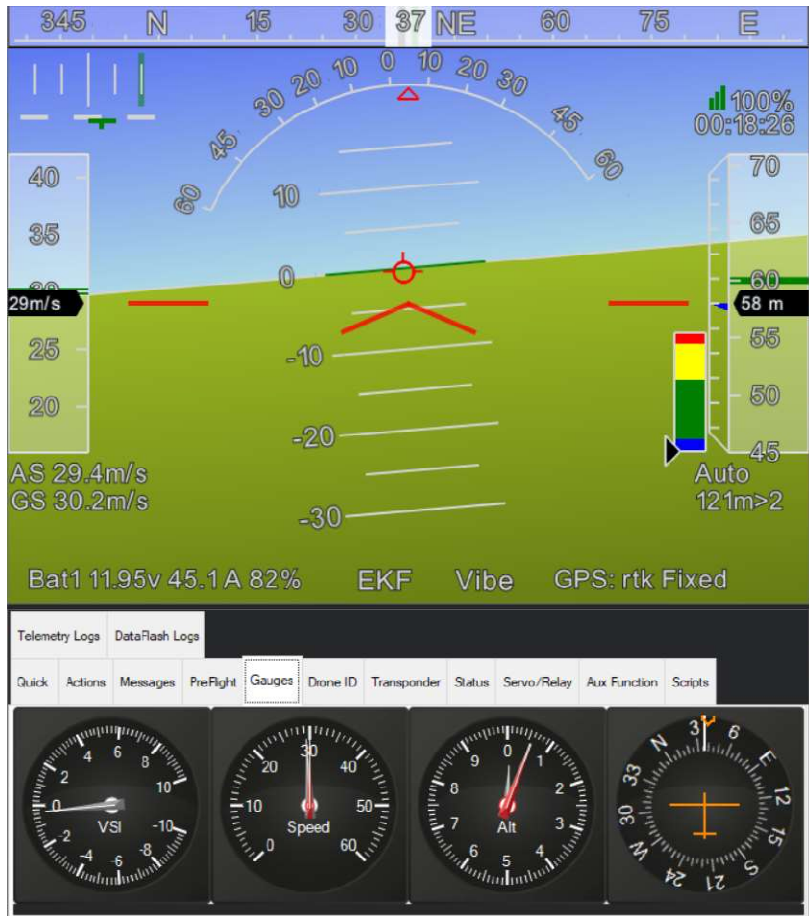 345 N 15 30 37 NE 60 75 E
60 45 30 20 10 0 10 20 30 45 60
100%
00:18:26
40
35
30
29m/s
25
20
10
0
-10
-20
-30
70
65
60
58 m
55
50
45
AS 29.4m/s
GS 30.2m/s
Auto
121m>2
Bat1 11.95v 45.1 A 82% EKF Vibe GPS: rtk Fixed
Telemetry Logs DataFlash Logs
Quick Actions Messages PreFlight Gauges Drone ID Transponder Status Servo/Relay Aux Function Scripts
0 2 4 6 8 10 -10 -8 -6 -4 -2
VSI
0 10 20 30 40 50 60
Speed
0 1 2 3 4 5 6 7 8 9
Alt
N 3 6 E 12 15 S 21 W 30 33